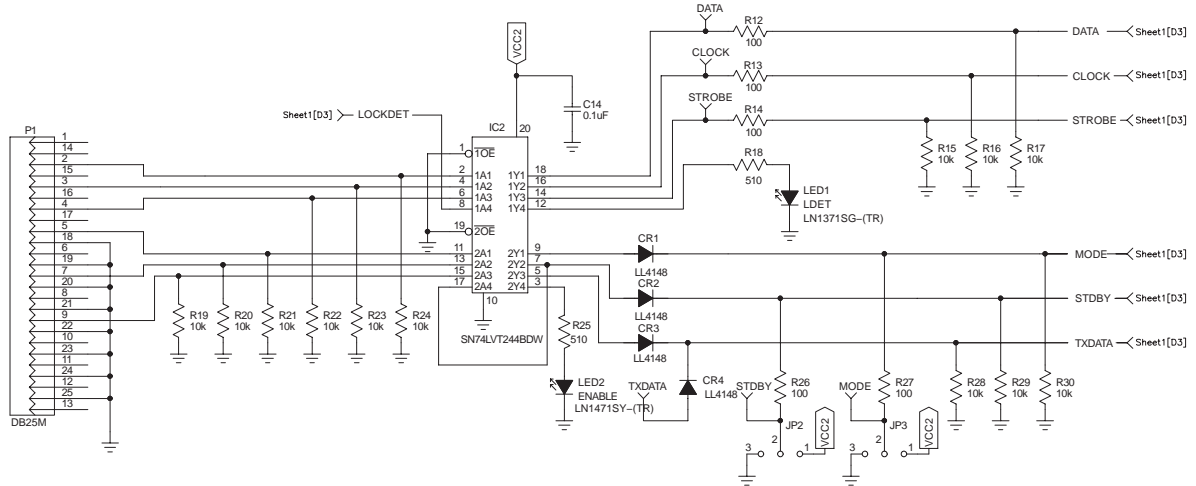 DATA
R12
100
DATA
Sheet1[D3]
VCC2
CLOCK
R13
100
CLOCK
Sheet1[D3]
C14
0.1uF
STROBE
R14
100
STROBE
Sheet1[D3]
Sheet1[D3]
LOCKDET
R15
10k
R16
10k
R17
10k
R18
510
LED1
LDET
LN1371SG-(TR)
P1
1
14
2
15
3
16
4
17
5
18
6
19
7
20
8
21
9
22
10
23
11
24
12
25
13
DB25M
IC2
20
1
1OE
2
1A1
1Y1
18
4
1A2
1Y2
16
6
1A3
1Y3
14
8
1A4
1Y4
12
19
2OE
11
2A1
2Y1
9
13
2A2
2Y2
7
15
2A3
2Y3
5
17
2A4
2Y4
3
10
SN74LVT244BDW
R19
10k
R20
10k
R21
10k
R22
10k
R23
10k
R24
10k
R25
510
LED2
ENABLE
LN1471SY-(TR)
CR1
LL4148
MODE
Sheet1[D3]
CR2
LL4148
STDBY
Sheet1[D3]
CR3
LL4148
TXDATA
Sheet1[D3]
TXDATA
CR4
LL4148
STDBY
R26
100
MODE
R27
100
R28
10k
R29
10k
R30
10k
JP2
3
2
1
VCC2
JP3
3
2
1
VCC2